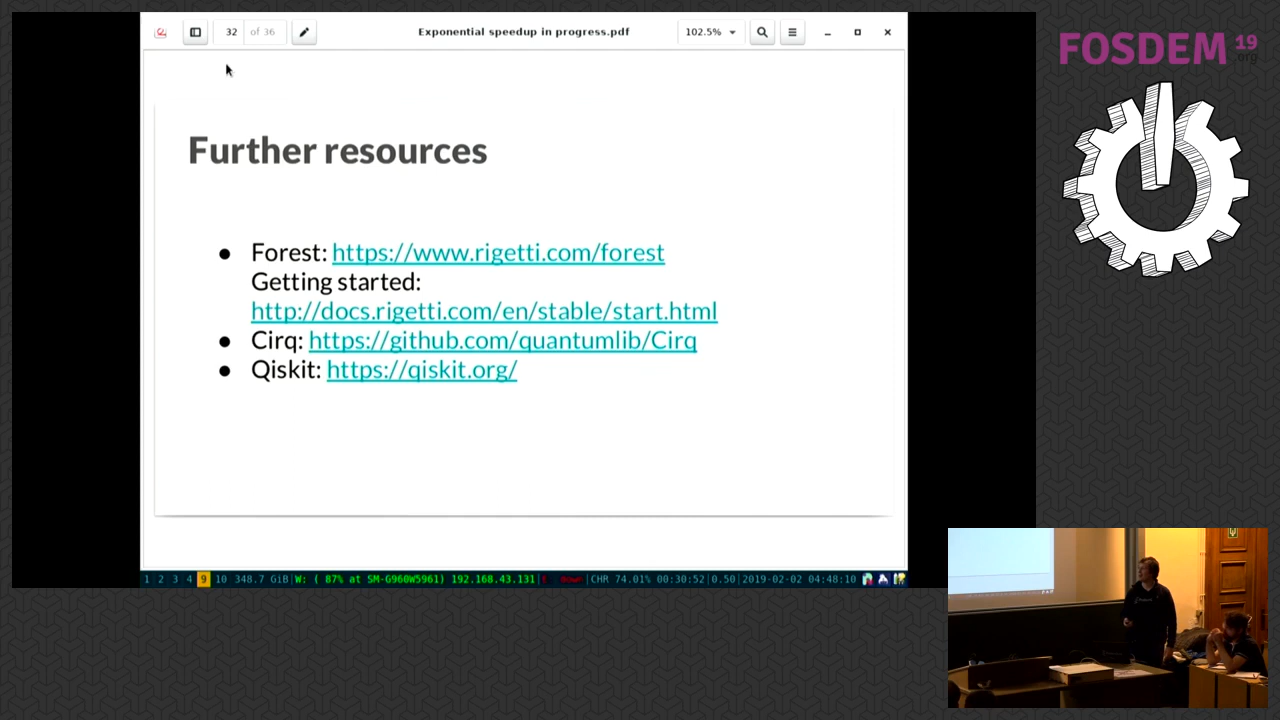 32 of 36 Exponential speedup in progress.pdf 102.5%
FOSDEM 19
.org
Further resources
● Forest: https://www.rigetti.com/forest
Getting started:
http://docs.rigetti.com/en/stable/start.html
● Cirq: https://github.com/quantumlib/Cirq
● Qiskit: https://qiskit.org/
1 2 3 4 9 10 348.7 GiB|W: ( 87% at SM-G960W5961) 192.168.43.131|E: Down|CHR 74.01% 00:30:52|0.50|2019-02-02 04:48:10